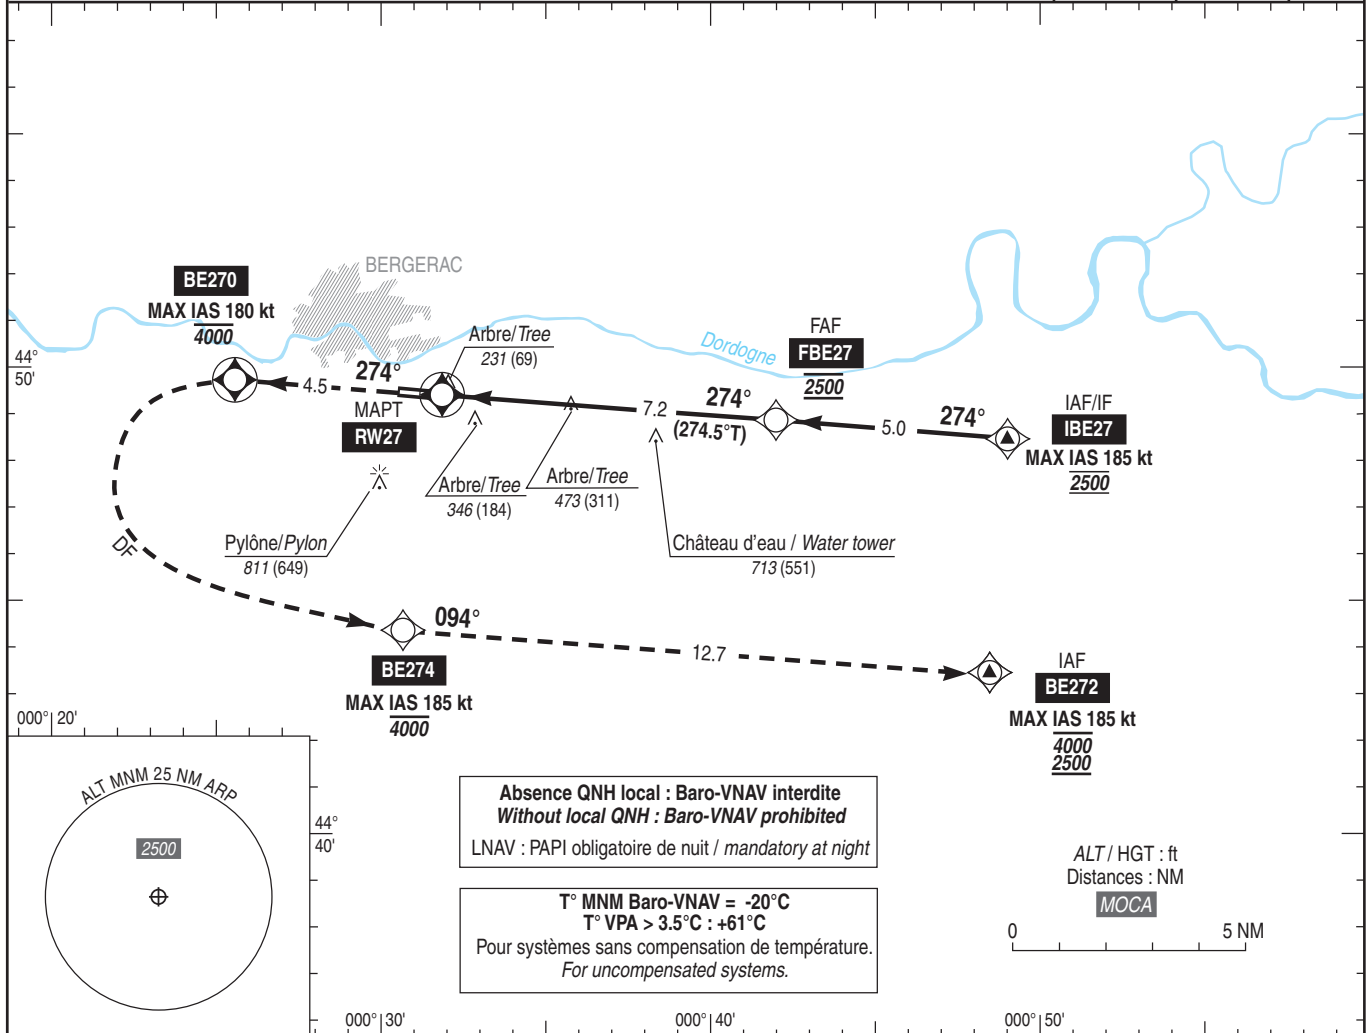 BERGERAC
BE270
MAX IAS 180 kt
4000
Arbre/Tree
231 (69)
Dordogne
FAF
FBE27
2500
44°
50'
4.5
274°
MAPT
RW27
7.2
274°
(274.5°T)
5.0
274°
IAF/IF
IBE27
MAX IAS 185 kt
2500
Arbre/Tree
346 (184)
Arbre/Tree
473 (311)
Pylône/Pylon
811 (649)
Château d'eau / Water tower
713 (551)
DF
094°
12.7
BE274
MAX IAS 185 kt
4000
IAF
BE272
MAX IAS 185 kt
4000
2500
000° 20'
ALT MNM 25 NM ARP
2500
44°
40'
Absence QNH local : Baro-VNAV interdite
Without local QNH : Baro-VNAV prohibited
LNAV : PAPI obligatoire de nuit / mandatory at night
T° MNM Baro-VNAV = -20°C
T° VPA > 3.5°C : +61°C
Pour systèmes sans compensation de température.
For uncompensated systems.
ALT / HGT : ft
Distances : NM
MOCA
0 5 NM
000° 30'
000° 40'
000° 50'